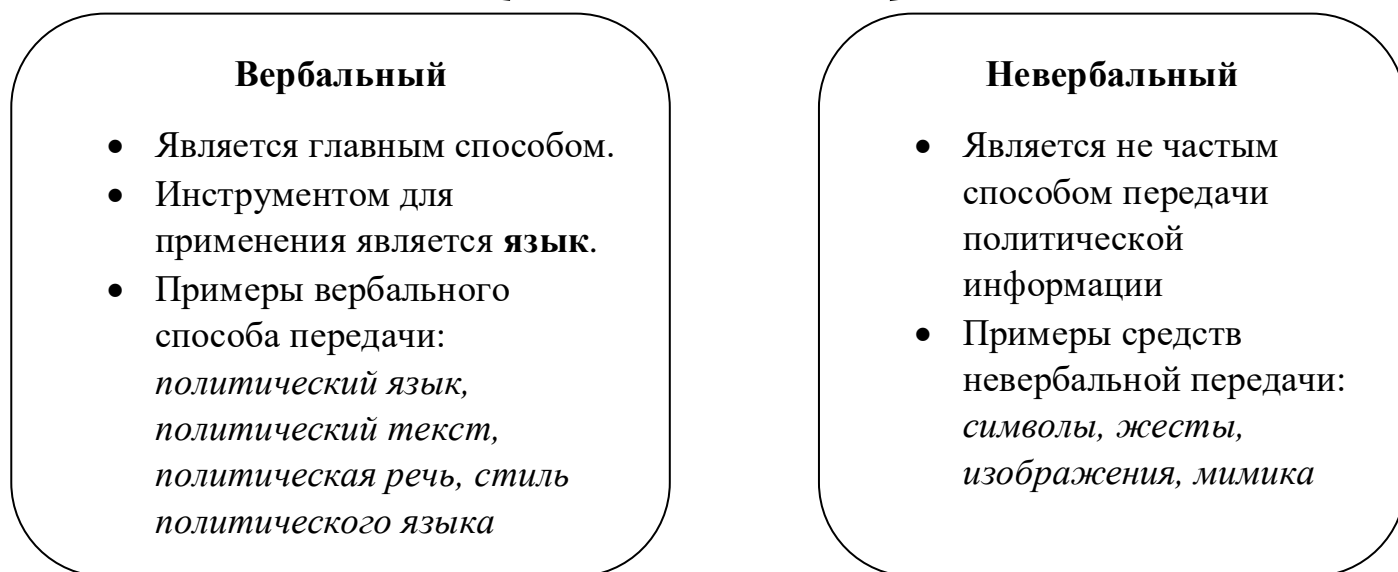 Вербальный
• Является главным способом.
• Инструментом для
применения является язык.
• Примеры вербального
способа передачи:
политический язык,
политический текст,
политическая речь, стиль
политического языка
Невербальный
• Является не частым
способом передачи
политической
информации
• Примеры средств
невербальной передачи:
символы, жесты,
изображения, мимика